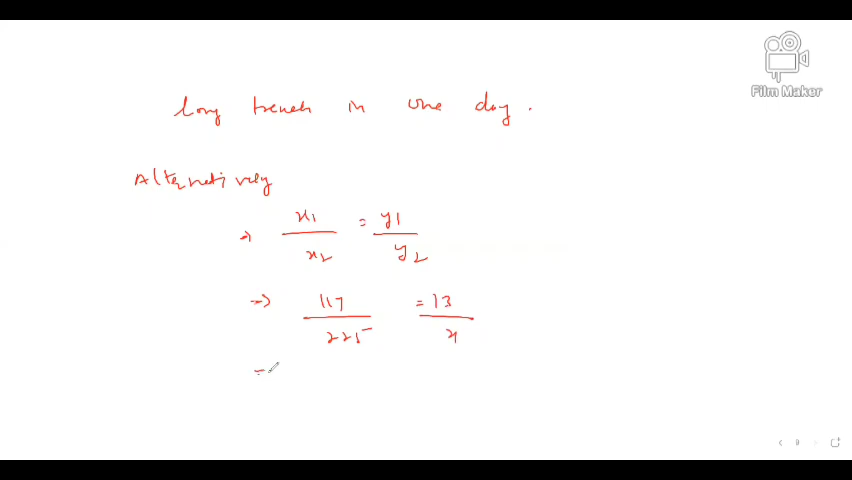 Film Maker
long trench in one day.
Alternatively
⇒ x1/x2 = y1/y2
⇒ 117/225 = 13/x